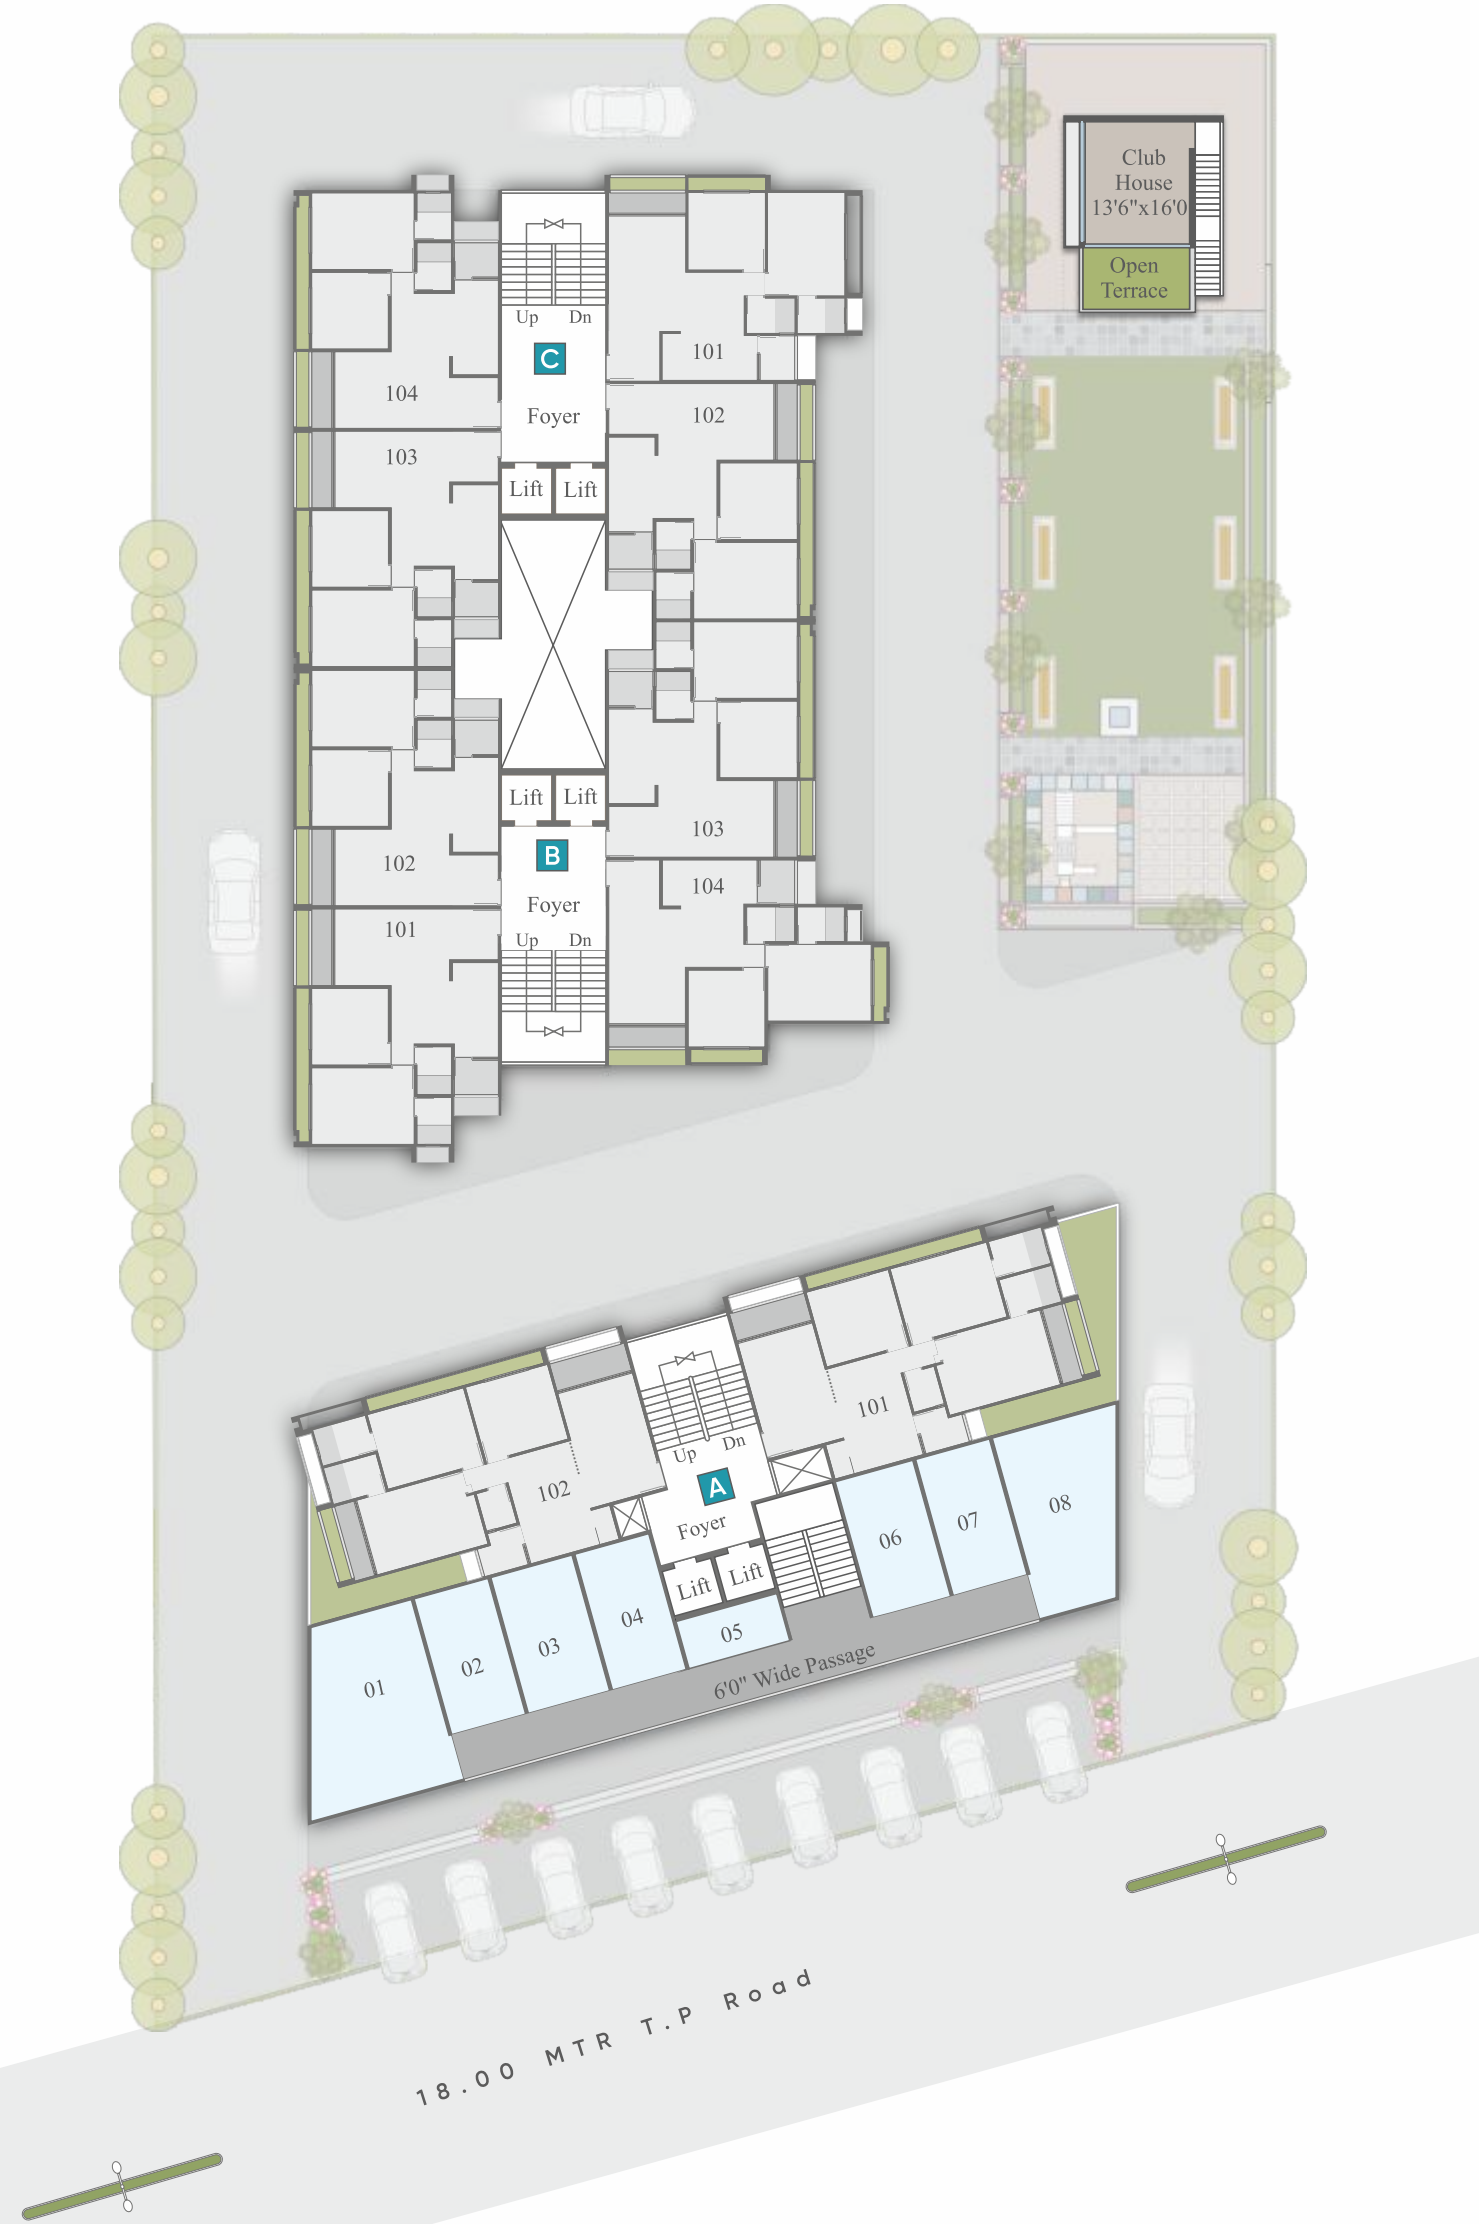 Club
House
13'6"x16'0
Open
Terrace
Up Dn
C
101
104
Foyer
102
103
Lift Lift
Lift Lift
103
B
102
104
Foyer
101
Up Dn
101
Up Dn
102
A
Foyer
08
07
06
Lift Lift
04
05
03
02
01
6'0" Wide Passage
18.00 MTR T.P Road